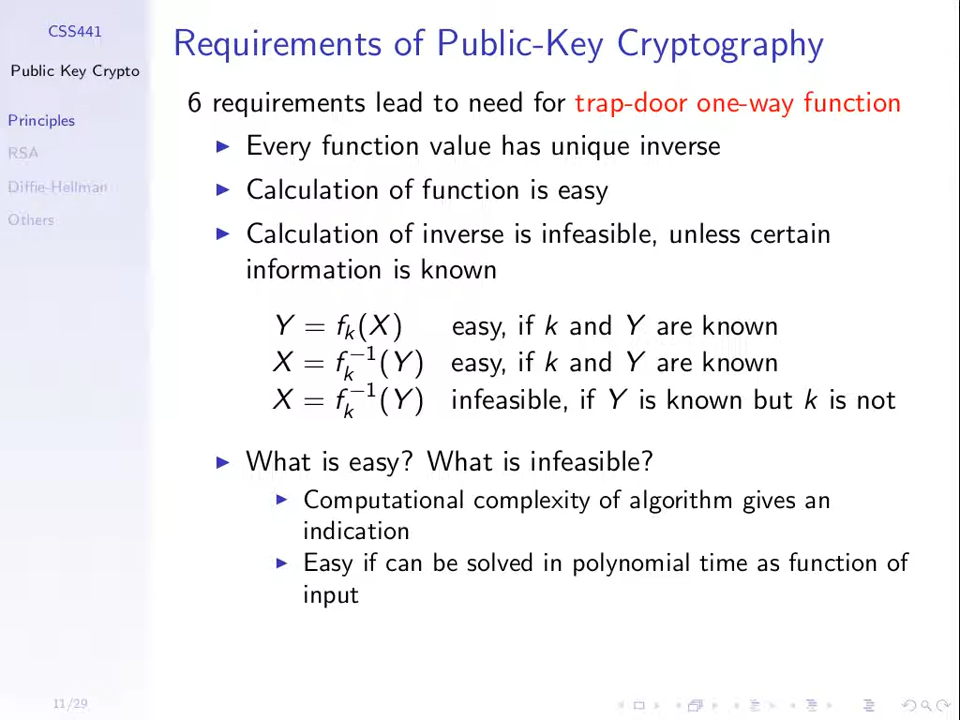 CSS441
Public Key Crypto
Principles
RSA
Diffie-Hellman
Others
Requirements of Public-Key Cryptography
6 requirements lead to need for trap-door one-way function
▶ Every function value has unique inverse
▶ Calculation of function is easy
▶ Calculation of inverse is infeasible, unless certain
information is known
Y = f_k(X) easy, if k and Y are known
X = f_k^{-1}(Y) easy, if k and Y are known
X = f_k^{-1}(Y) infeasible, if Y is known but k is not
▶ What is easy? What is infeasible?
▶ Computational complexity of algorithm gives an
indication
▶ Easy if can be solved in polynomial time as function of
input
11/29